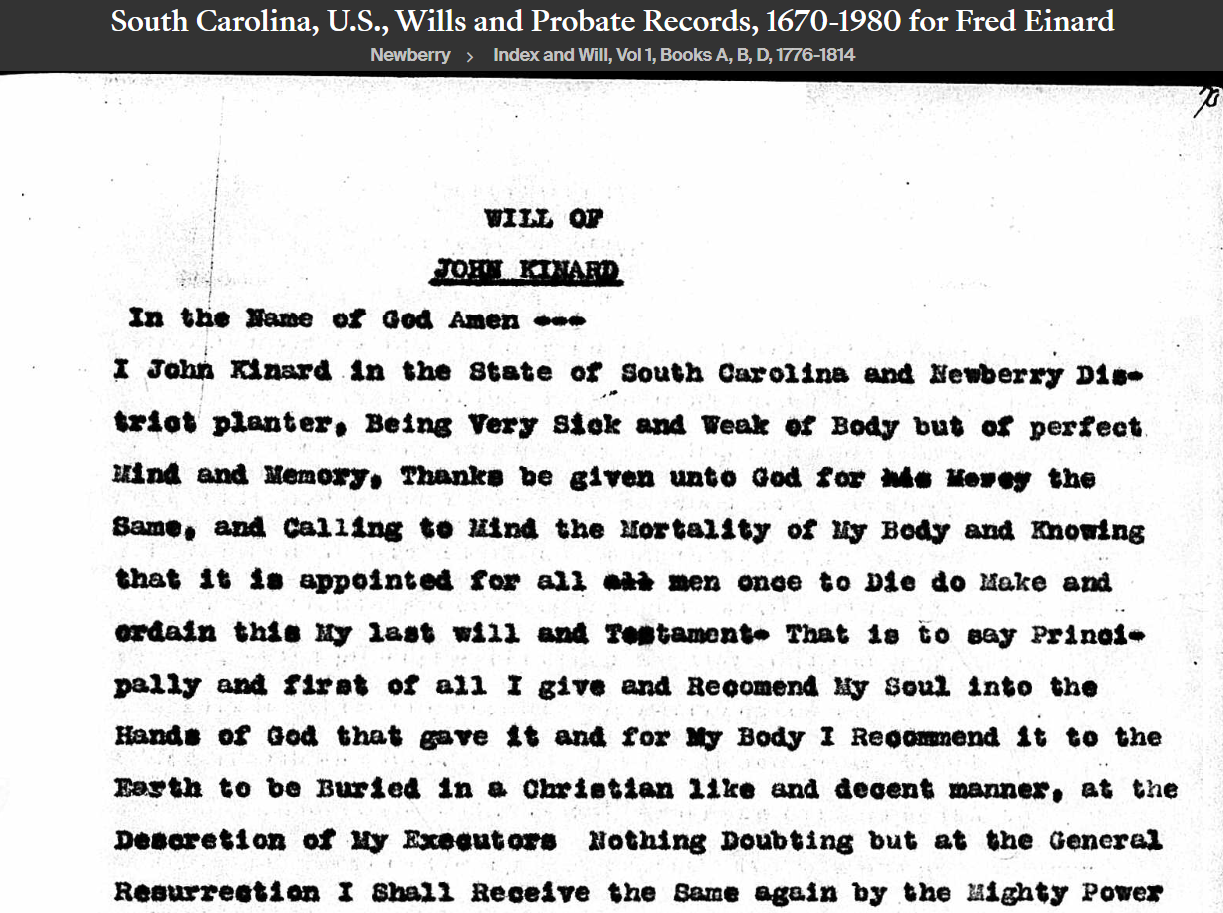 South Carolina, U.S., Wills and Probate Records, 1670-1980 for Fred Einard
Newberry > Index and Will, Vol 1, Books A, B, D, 1776-1814
WILL OF
JOHN KINARD
In the Name of God Amen ---
I John Kinard in the State of South Carolina and Newberry Dis-
trict planter, Being Very Sick and Weak of Body but of perfect
Mind and Memory, Thanks be given unto God for his Mercy the
Same, and Calling to Mind the Mortality of My Body and Knowing
that it is appointed for all all men once to Die do Make and
ordain this My last will and Testament- That is to say Princi-
pally and first of all I give and Recomend My Soul into the
Hands of God that gave it and for My Body I Recommend it to the
Earth to be Buried in a Christian like and decent manner, at the
Descretion of My Executors Nothing Doubting but at the General
Resurrection I Shall Receive the Same again by the Mighty Power